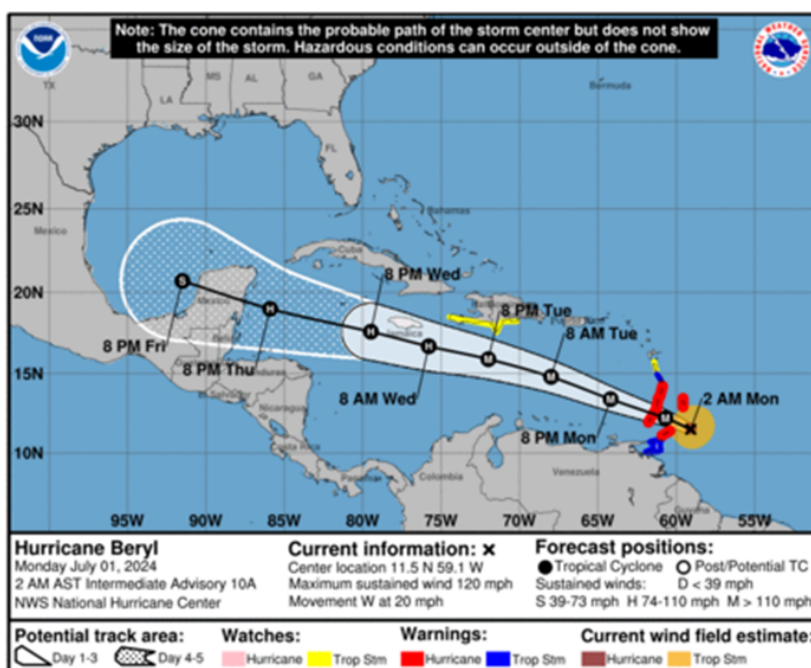 Note: The cone contains the probable path of the storm center but does not show
the size of the storm. Hazardous conditions can occur outside of the cone.
TX
MS
AL
GA
LA
Bermuda
30N
FL
25N
Mexico
Bahamas
Cuba
8 PM Wed
20N
Mexico
8 PM Tue
Jamaica
8 AM Tue
8 PM Fri
8 PM Thu
15N
8 AM Wed
2 AM Mon
Nicaragua
8 PM Mon
Costa Rica
10N
Panama
Colombia
Venezuela
Guyana
95W 90W 85W 80W 75W 70W 65W 60W 55W
Hurricane Beryl
Monday July 01, 2024
2 AM AST Intermediate Advisory 10A
NWS National Hurricane Center
Current information: x
Center location 11.5 N 59.1 W
Maximum sustained wind 120 mph
Movement W at 20 mph
Forecast positions:
Tropical Cyclone Post/Potential TC
Sustained winds: D < 39 mph
S 39-73 mph H 74-110 mph M > 110 mph
Potential track area:
Day 1-3 Day 4-5
Watches:
Hurricane Trop Stm
Warnings:
Hurricane Trop Stm
Current wind field estimate:
Hurricane Trop Stm